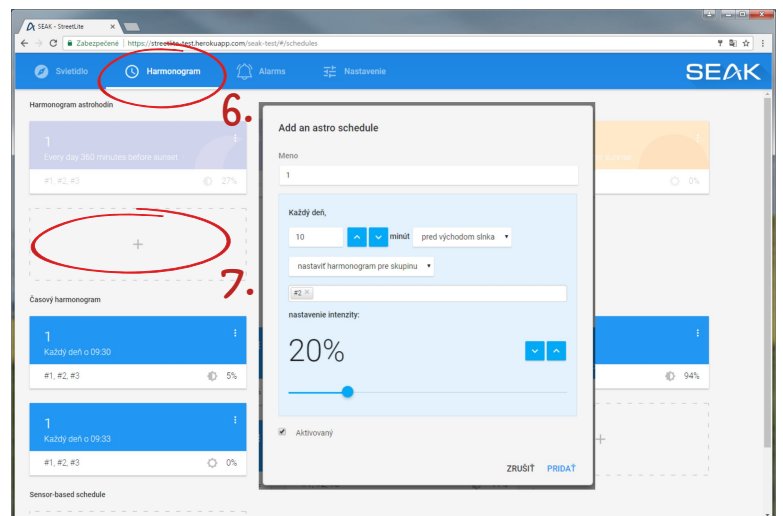 SEAK - StreetLite
Zabezpečené | https://streetlite-test.herokuapp.com/seak-test/#/schedules
Svietidlo
Harmonogram
Alarms
Nastavenie
SEAK
6.
Harmonogram astrohodín
1
Every day 360 minutes before sunset
#1, #2, #3
27%
0%
+
7.
Add an astro schedule
Meno
1
Každý deň,
10
minút
pred východom slnka
nastaviť harmonogram pre skupinu
#2 ×
nastavenie intenzity:
20%
Aktivovaný
ZRUŠIŤ PRIDAŤ
Časový harmonogram
1
Každý deň o 09:30
#1, #2, #3
5%
94%
1
Každý deň o 09:33
#1, #2, #3
0%
+
Sensor-based schedule